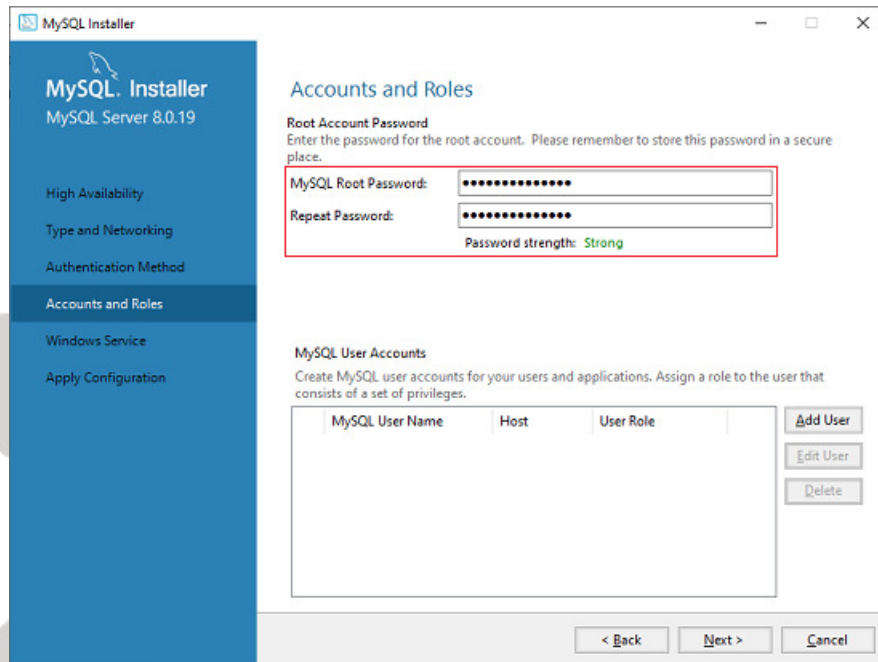 MySQL Installer
MySQL. Installer
MySQL Server 8.0.19
High Availability
Type and Networking
Authentication Method
Accounts and Roles
Windows Service
Apply Configuration
Accounts and Roles
Root Account Password
Enter the password for the root account. Please remember to store this password in a secure
place.
MySQL Root Password: ●●●●●●●●●●●●●●
Repeat Password: ●●●●●●●●●●●●●●
Password strength: Strong
MySQL User Accounts
Create MySQL user accounts for your users and applications. Assign a role to the user that
consists of a set of privileges.
MySQL User Name Host User Role
Add User
Edit User
Delete
< Back Next > Cancel